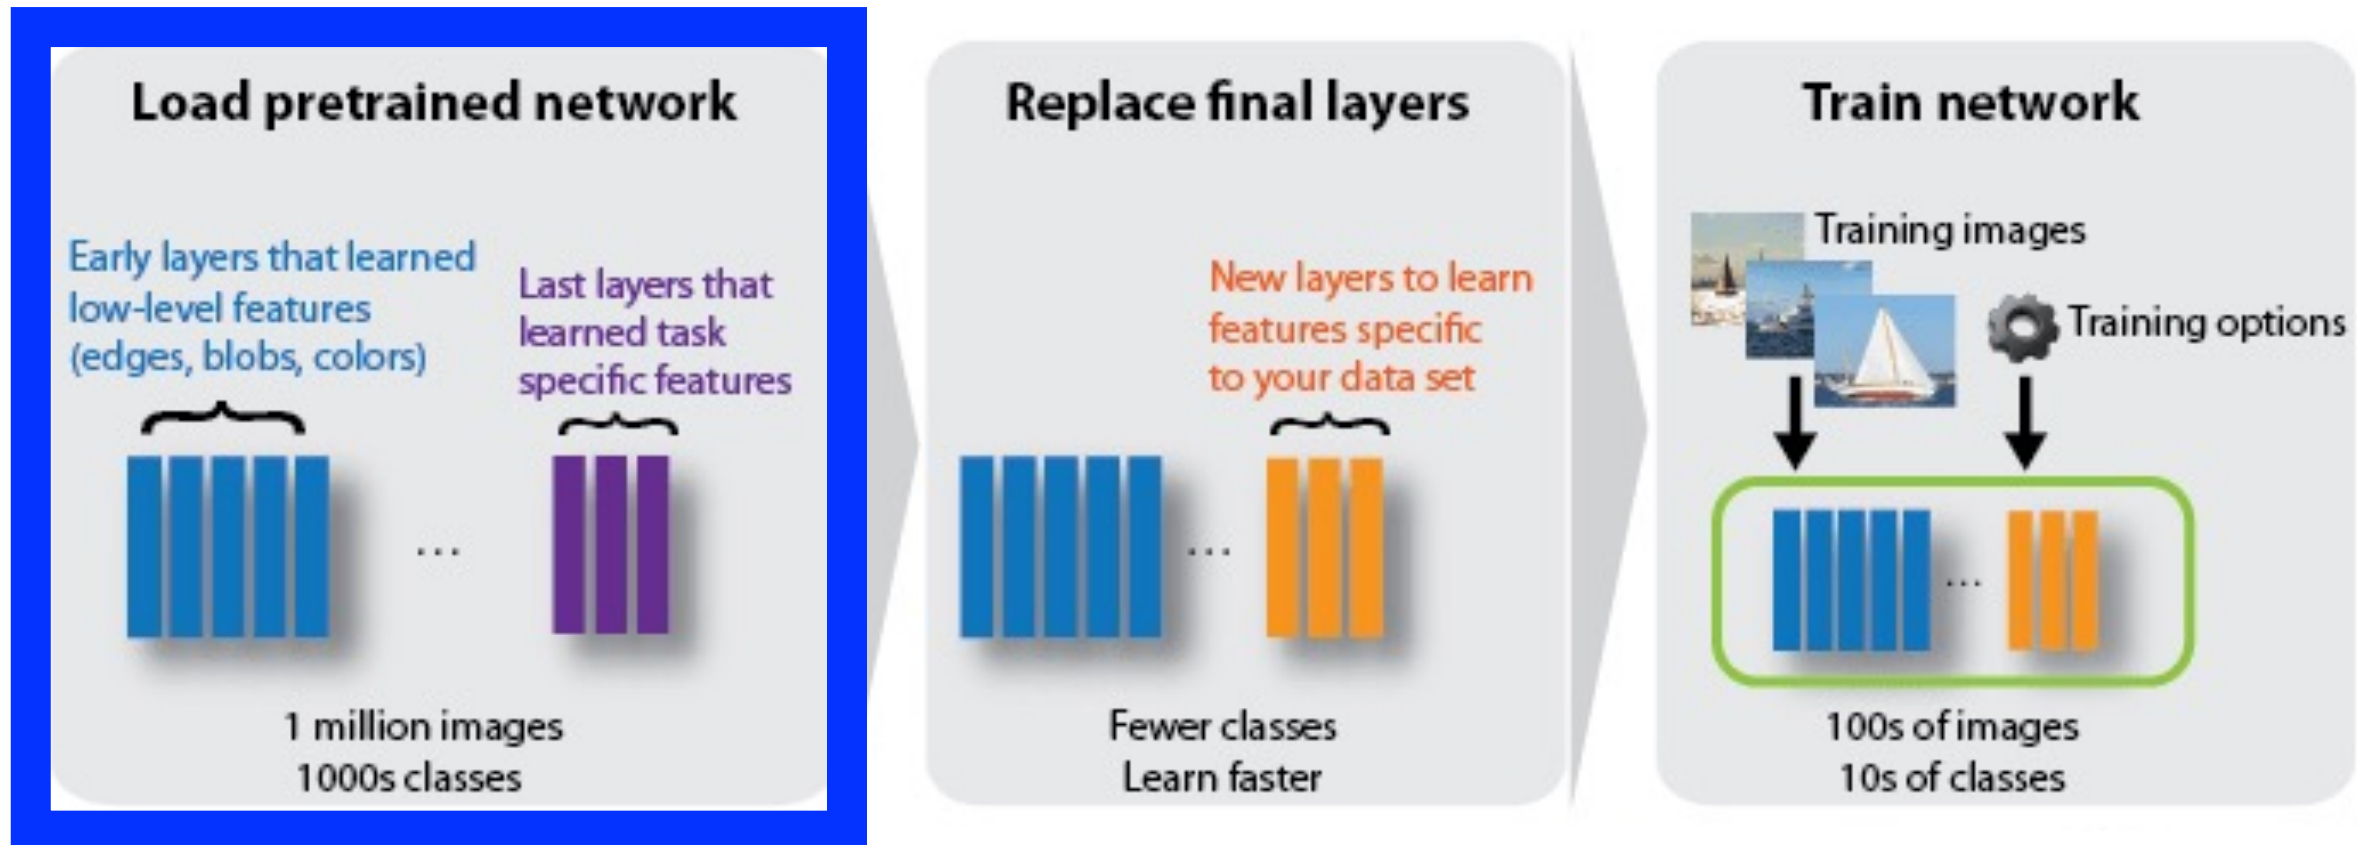 Load pretrained network
Early layers that learned
low-level features
(edges, blobs, colors)
Last layers that
learned task
specific features
...
1 million images
1000s classes
Replace final layers
New layers to learn
features specific
to your data set
...
Fewer classes
Learn faster
Train network
Training images
Training options
...
100s of images
10s of classes